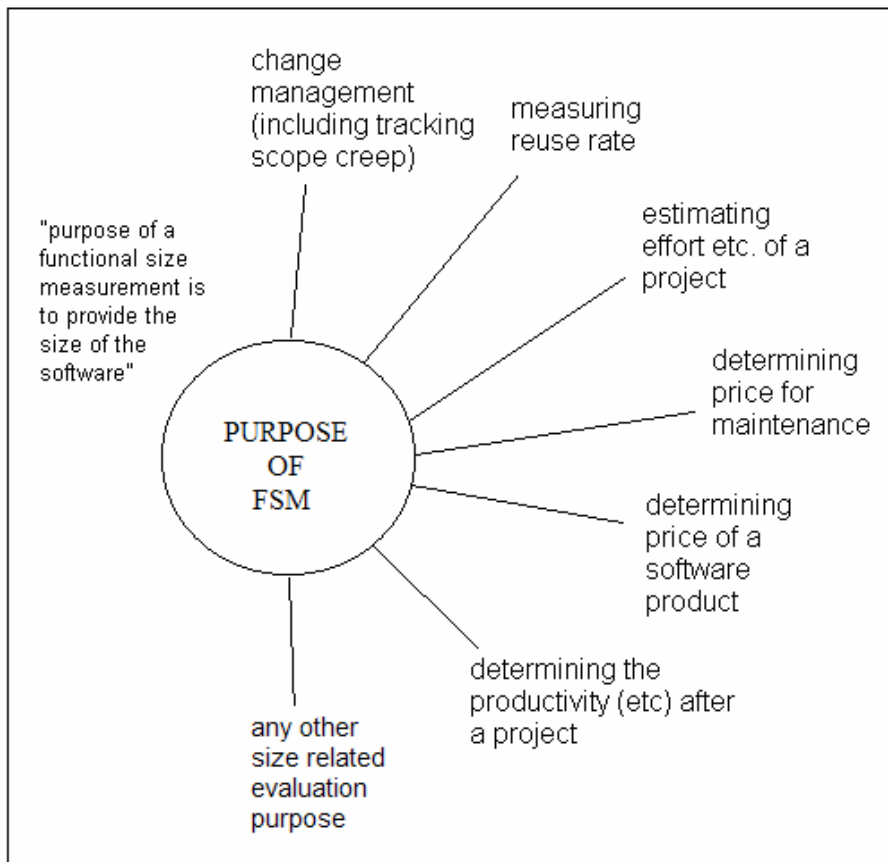 change
management
(including tracking
scope creep)
measuring
reuse rate
estimating
effort etc. of a
project
"purpose of a
functional size
measurement is
to provide the
size of the
software"
determining
price for
maintenance
PURPOSE
OF
FSM
determining
price of a
software
product
determining the
productivity (etc) after
a project
any other
size related
evaluation
purpose